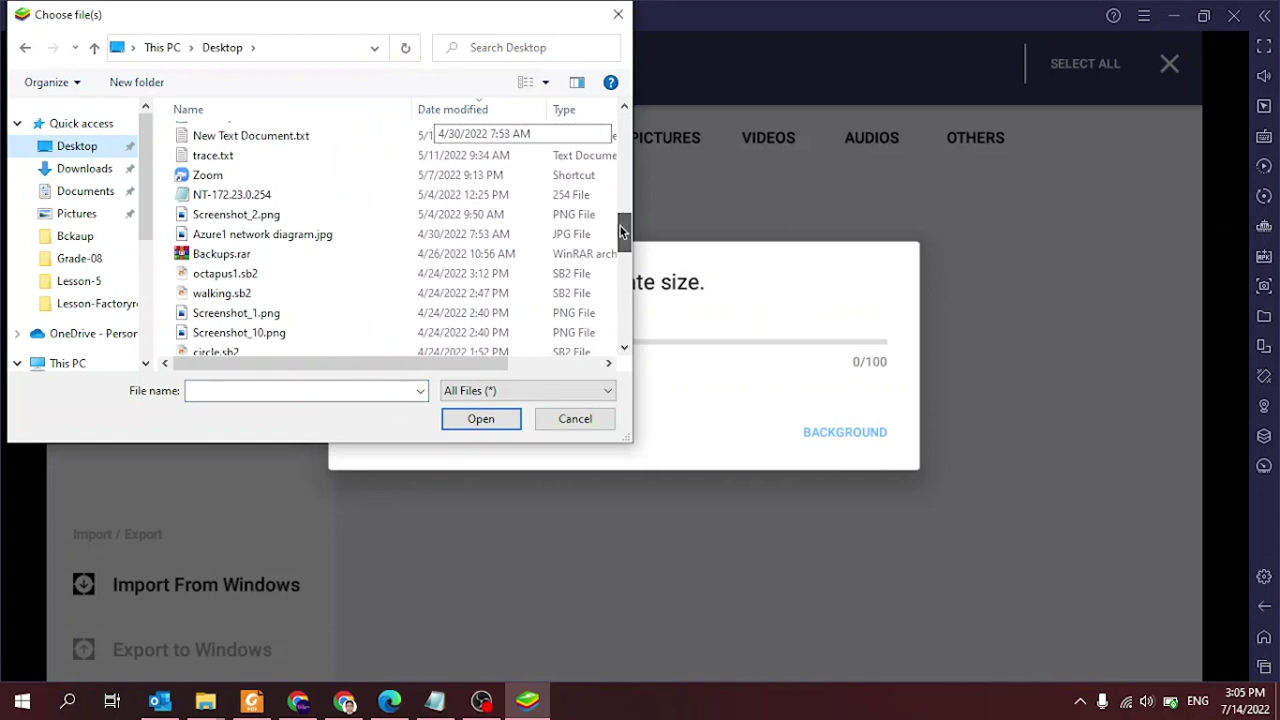 Choose file(s)
This PC
Desktop
Search Desktop
SELECT ALL
Organize
New folder
Name
Date modified
Type
Quick access
Desktop
Downloads
Documents
Pictures
Bckaup
Grade-08
Lesson-5
Lesson-Factoryre
OneDrive - Person
This PC
New Text Document.txt
4/30/2022 7:53 AM
trace.txt 5/11/2022 9:34 AM Text Docume
Zoom 5/7/2022 9:13 PM Shortcut
NT-172.23.0.254 5/4/2022 12:25 PM 254 File
Screenshot_2.png 5/4/2022 9:50 AM PNG File
Azure1 network diagram.jpg 4/30/2022 7:53 AM JPG File
Backups.rar 4/26/2022 10:56 AM WinRAR arch
octapus1.sb2 4/24/2022 3:12 PM SB2 File
walking.sb2 4/24/2022 2:47 PM SB2 File
Screenshot_1.png 4/24/2022 2:40 PM PNG File
Screenshot_10.png 4/24/2022 2:40 PM PNG File
circle.sb2 4/24/2022 1:52 PM SB2 File
File name:
All Files (*)
Open
Cancel
PICTURES
VIDEOS
AUDIOS
OTHERS
ate size.
0/100
BACKGROUND
Import / Export
Import From Windows
Export to Windows
ENG
3:05 PM
7/14/2022